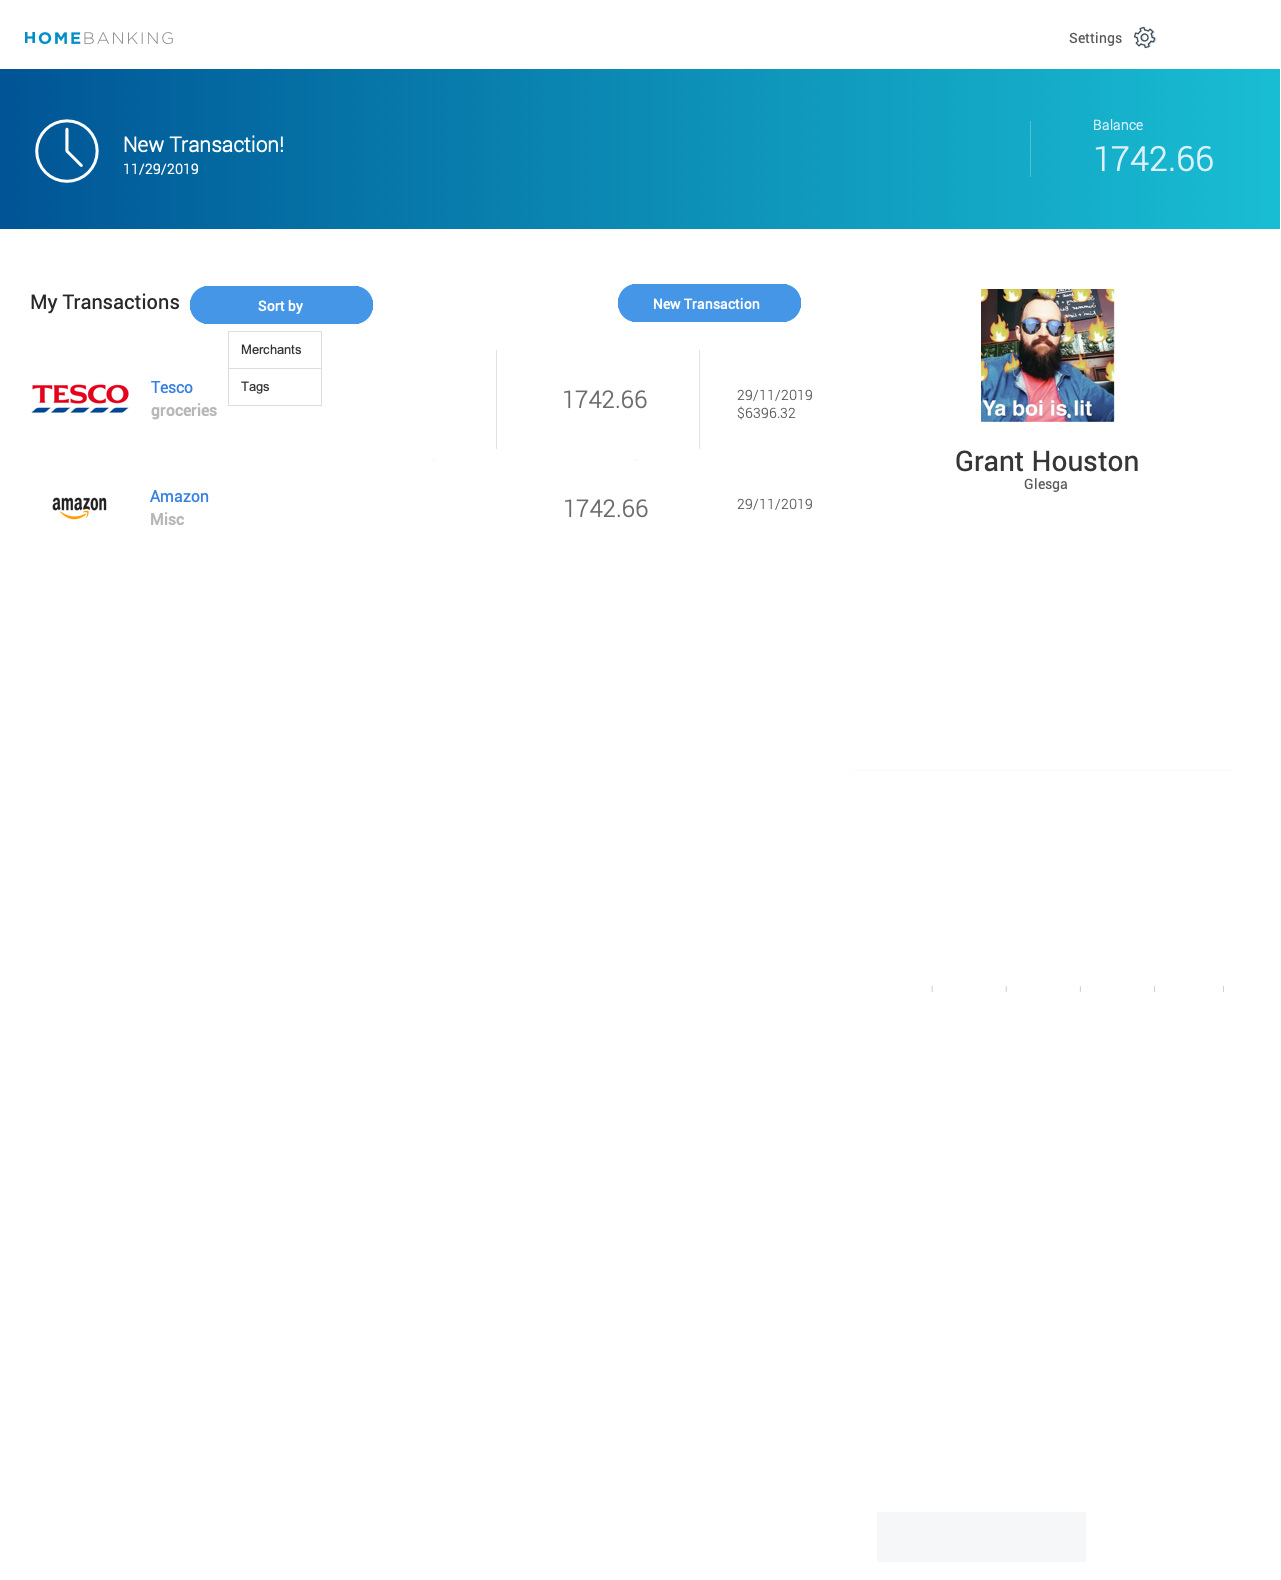 HOMEBANKING
Settings
New Transaction!
11/29/2019
Balance
1742.66
My Transactions
Sort by
New Transaction
Merchants
Tags
TESCO
Tesco
groceries
1742.66
29/11/2019
$6396.32
Ya boi is lit
Grant Houston
Glesga
amazon
Amazon
Misc
1742.66
29/11/2019